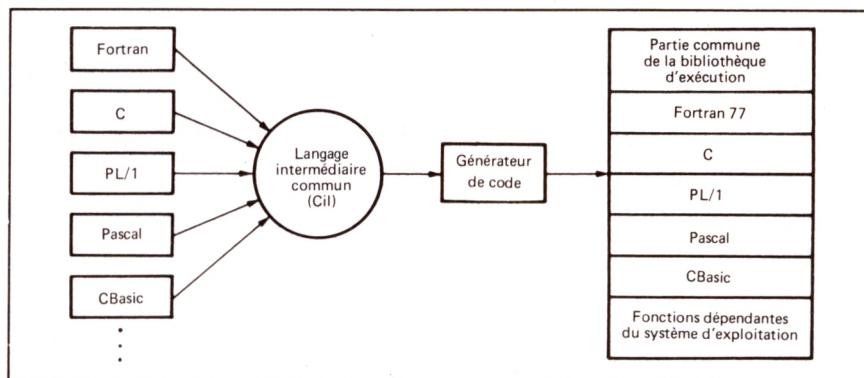 Fortran
C
PL/1
Pascal
CBasic
Langage
intermédiaire
commun
(Cil)
Générateur
de code
Partie commune
de la bibliothèque
d'exécution
Fortran 77
C
PL/1
Pascal
CBasic
Fonctions dépendantes
du système d'exploitation